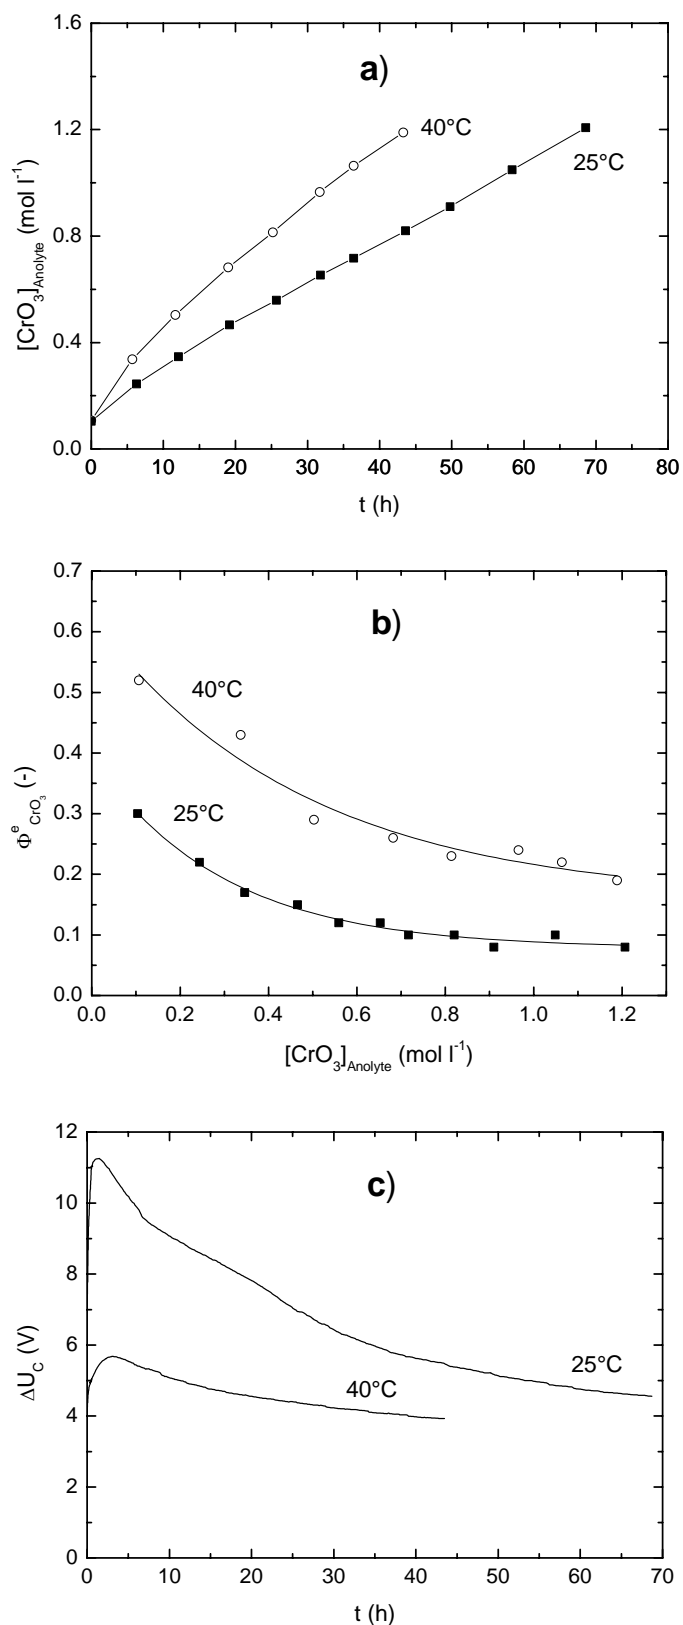 1.6
a)
40°C
1.2
25°C
[CrO₃]Anolyte (mol l⁻¹)
0.8
0.4
0.0
0 10 20 30 40 50 60 70 80
t (h)
0.7
b)
0.6
40°C
0.5
0.4
Φᵉ CrO₃ (-)
25°C
0.3
0.2
0.1
0.0
0.0 0.2 0.4 0.6 0.8 1.0 1.2
[CrO₃]Anolyte (mol l⁻¹)
12
c)
10
8
ΔU_C (V)
6
25°C
40°C
4
2
0
0 10 20 30 40 50 60 70
t (h)